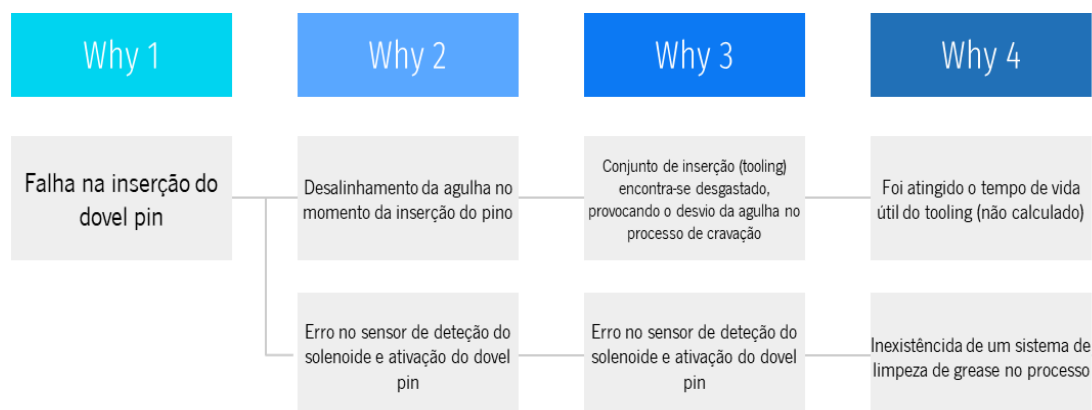 Why 1
Why 2
Why 3
Why 4
Falha na inserção do
dovel pin
Desalinhamento da agulha no
momento da inserção do pino
Conjunto de inserção (tooling)
encontra-se desgastado,
provocando o desvio da agulha no
processo de cravação
Foi atingido o tempo de vida
útil do tooling (não calculado)
Erro no sensor de deteção do
solenoide e ativação do dovel
pin
Erro no sensor de deteção do
solenoide e ativação do dovel
pin
Inexistêncida de um sistema de
limpeza de grease no processo